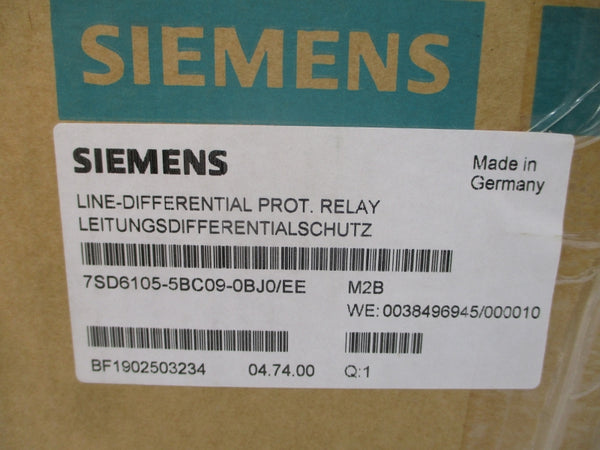 SIEMENS
SIEMENS
Made in
Germany
LINE-DIFFERENTIAL PROT. RELAY
LEITUNGSDIFFERENTIALSCHUTZ
7SD6105-5BC09-0BJ0/EE M2B
WE: 0038496945/000010
BF1902503234 04.74.00 Q:1